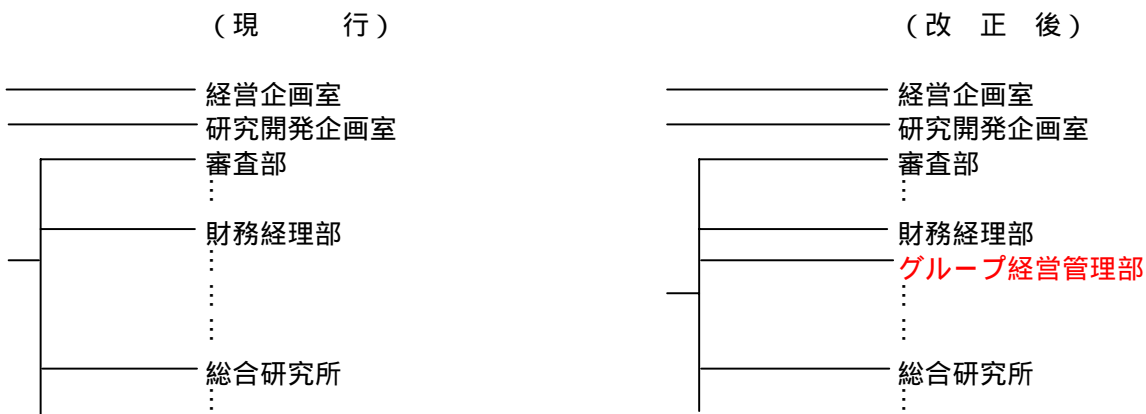 （現　　　行）
経営企画室
研究開発企画室
審査部
財務経理部
総合研究所
（改　正　後）
経営企画室
研究開発企画室
審査部
財務経理部
グループ経営管理部
総合研究所